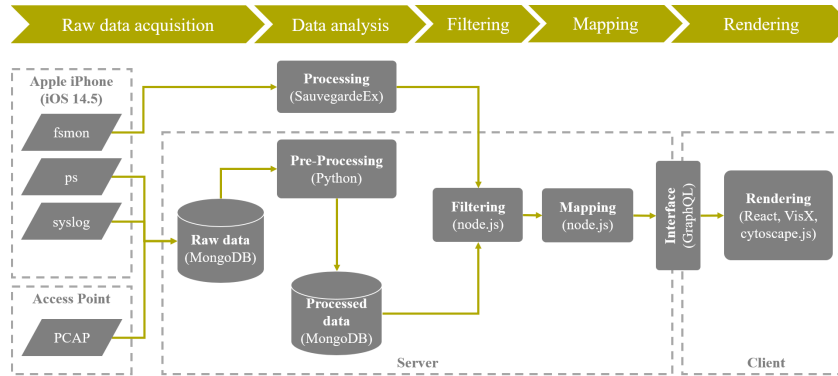 Raw data acquisition
Data analysis
Filtering
Mapping
Rendering
Apple iPhone
(iOS 14.5)
fsmon
ps
syslog
Access Point
PCAP
Processing
(SauvegardeEx)
Pre-Processing
(Python)
Raw data
(MongoDB)
Processed
data
(MongoDB)
Filtering
(node.js)
Mapping
(node.js)
Interface
(GraphQL)
Rendering
(React, VisX,
cytoscape.js)
Server
Client